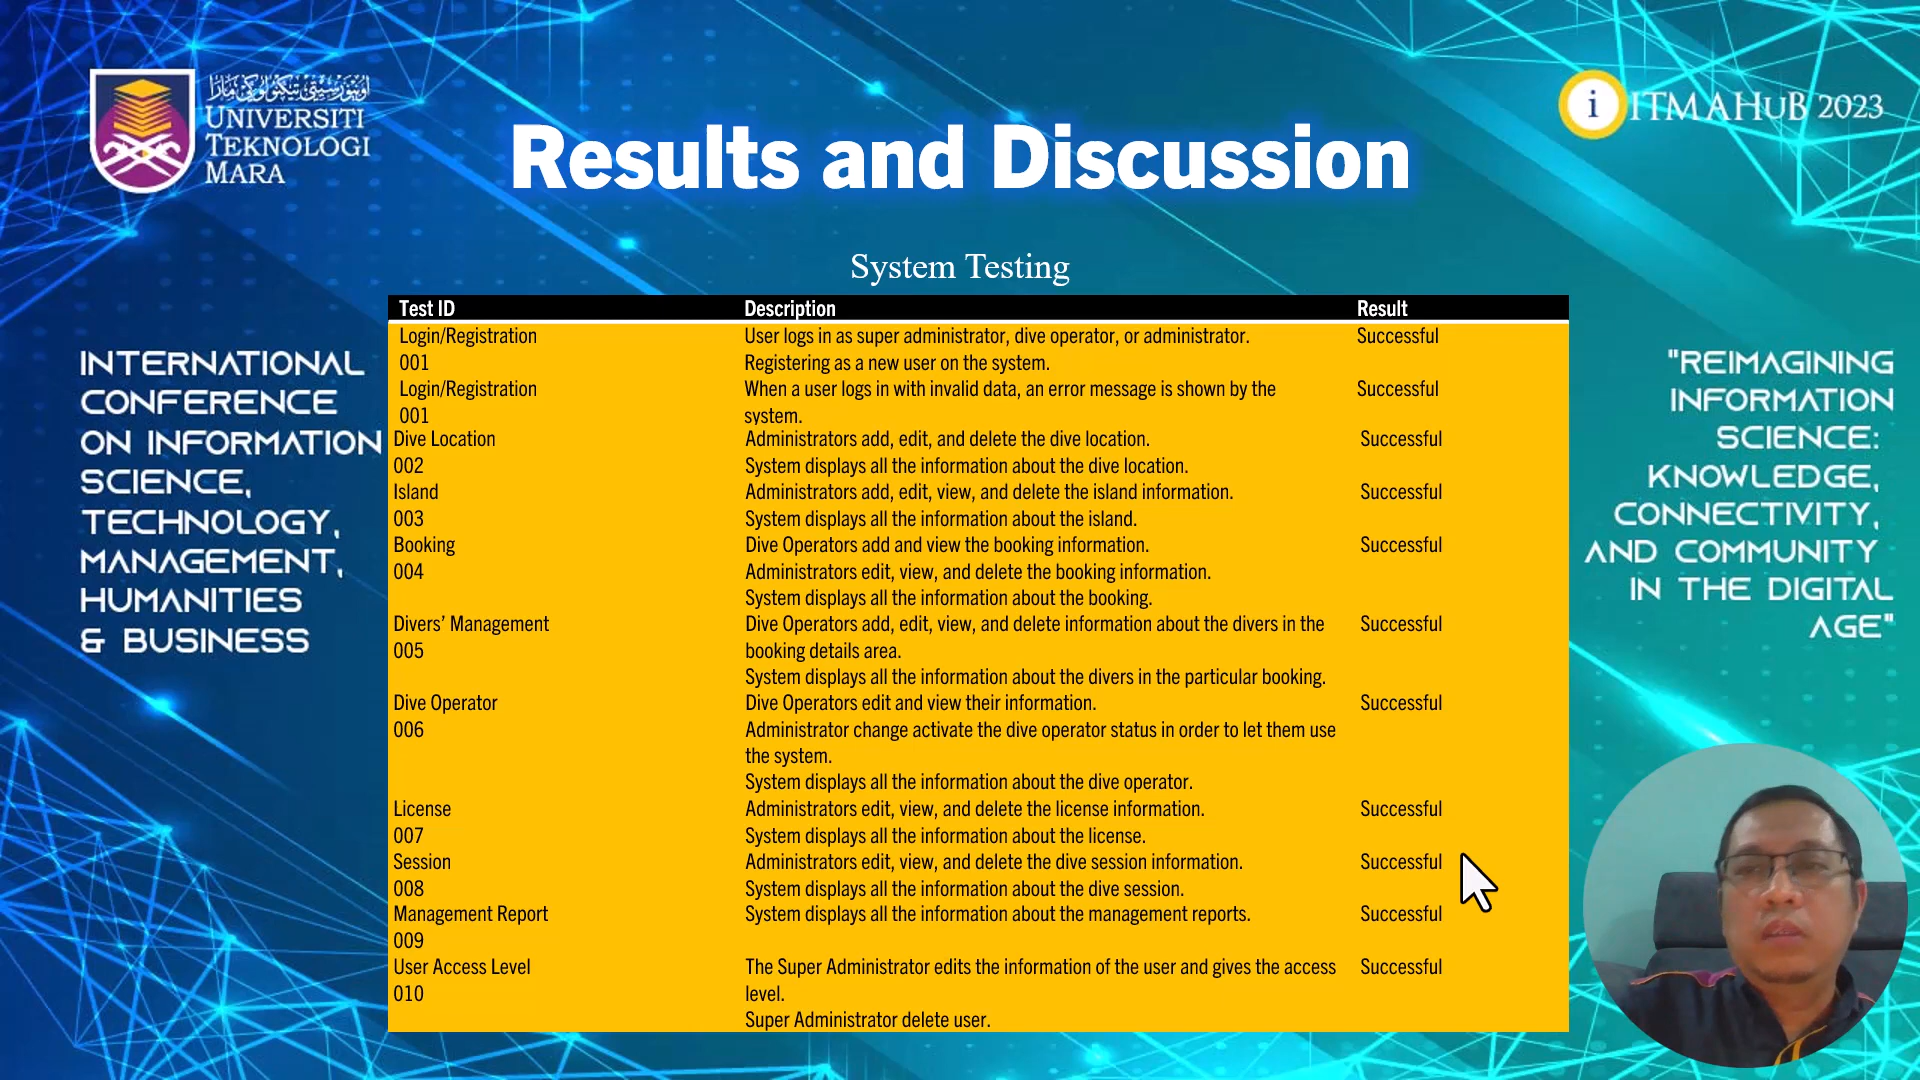 UNIVERSITI
TEKNOLOGI
MARA
i ITMAHUB 2023
Results and Discussion
System Testing
INTERNATIONAL
CONFERENCE
ON INFORMATION
SCIENCE,
TECHNOLOGY,
MANAGEMENT,
HUMANITIES
& BUSINESS
Test ID Description Result
Login/Registration User logs in as super administrator, dive operator, or administrator. Successful
001 Registering as a new user on the system.
Login/Registration When a user logs in with invalid data, an error message is shown by the Successful
001 system.
Dive Location Administrators add, edit, and delete the dive location. Successful
002 System displays all the information about the dive location.
Island Administrators add, edit, view, and delete the island information. Successful
003 System displays all the information about the island.
Booking Dive Operators add and view the booking information. Successful
004 Administrators edit, view, and delete the booking information.
System displays all the information about the booking.
Divers’ Management Dive Operators add, edit, view, and delete information about the divers in the Successful
005 booking details area.
System displays all the information about the divers in the particular booking.
Dive Operator Dive Operators edit and view their information. Successful
006 Administrator change activate the dive operator status in order to let them use
the system.
System displays all the information about the dive operator.
License Administrators edit, view, and delete the license information. Successful
007 System displays all the information about the license.
Session Administrators edit, view, and delete the dive session information. Successful
008 System displays all the information about the dive session.
Management Report System displays all the information about the management reports. Successful
009
User Access Level The Super Administrator edits the information of the user and gives the access Successful
010 level.
Super Administrator delete user.
"REIMAGINING
INFORMATION
SCIENCE:
KNOWLEDGE,
CONNECTIVITY,
AND COMMUNITY
IN THE DIGITAL
AGE"